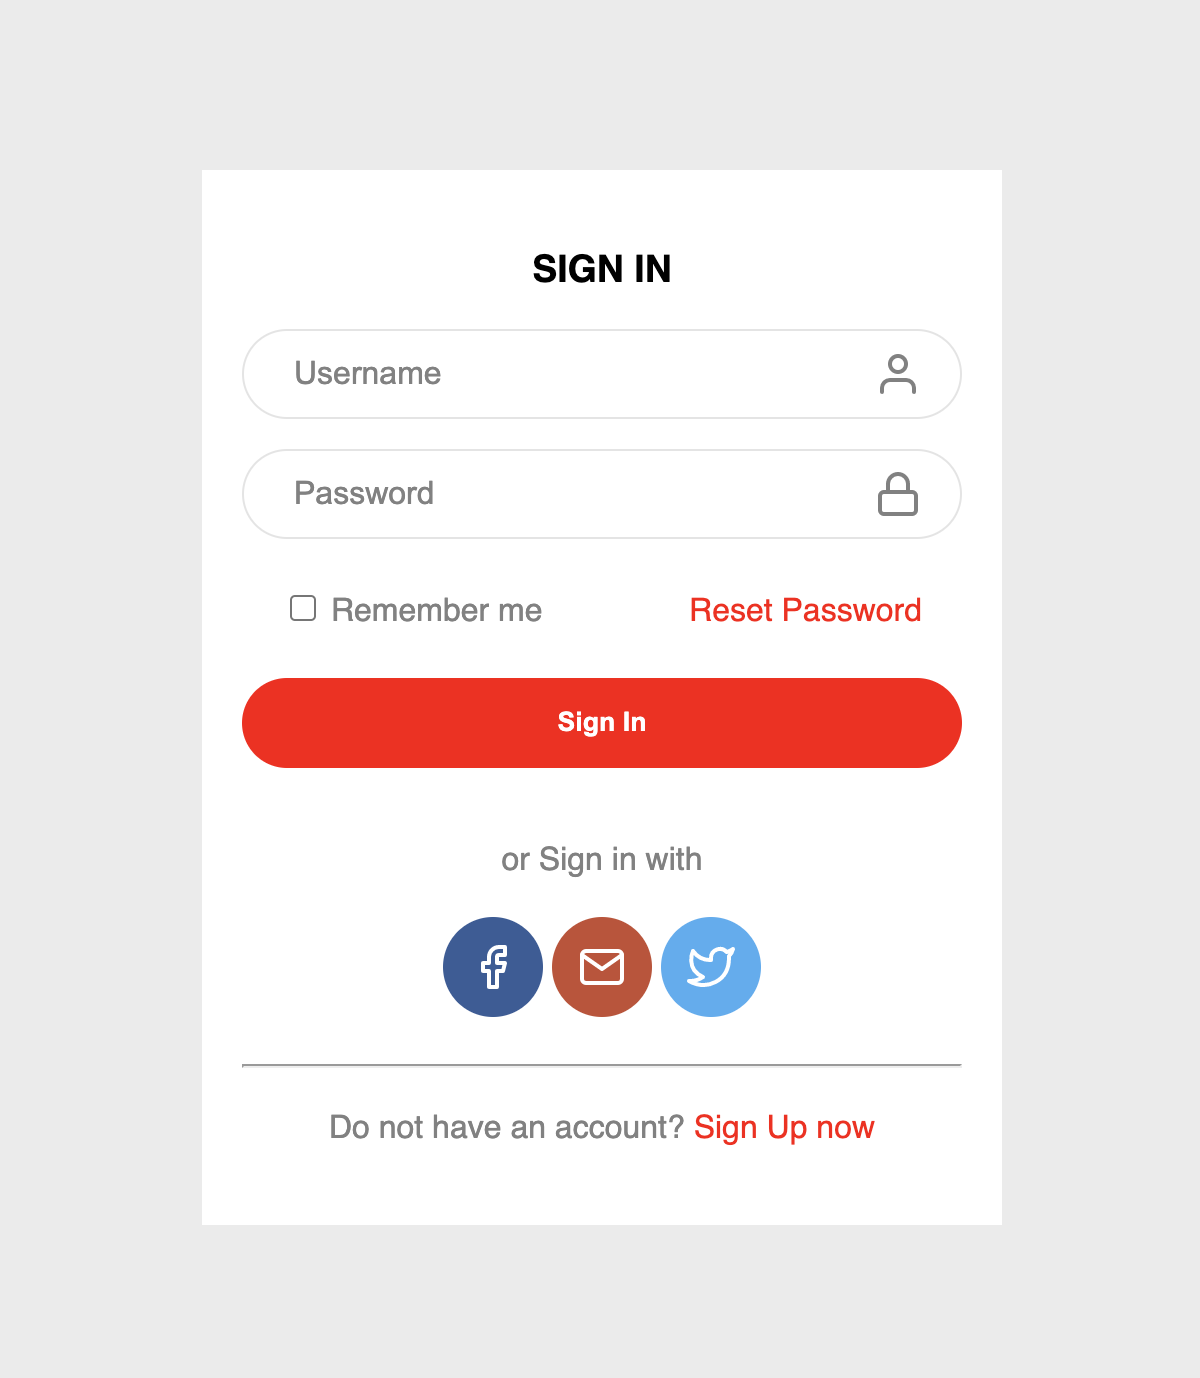 SIGN IN
Username
Password
Remember me Reset Password
Sign In
or Sign in with
Do not have an account? Sign Up now